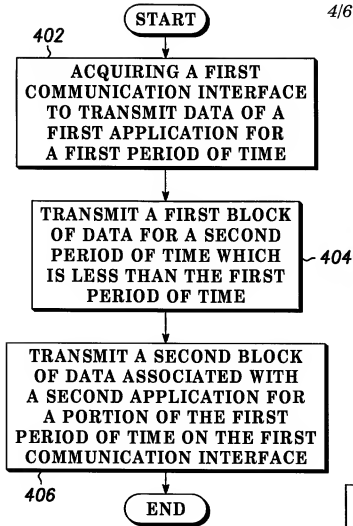 START
4/6
402
ACQUIRING A FIRST
COMMUNICATION INTERFACE
TO TRANSMIT DATA OF A
FIRST APPLICATION FOR
A FIRST PERIOD OF TIME
TRANSMIT A FIRST BLOCK
OF DATA FOR A SECOND
PERIOD OF TIME WHICH
IS LESS THAN THE FIRST
PERIOD OF TIME
404
TRANSMIT A SECOND BLOCK
OF DATA ASSOCIATED WITH
A SECOND APPLICATION FOR
A PORTION OF THE FIRST
PERIOD OF TIME ON THE FIRST
COMMUNICATION INTERFACE
406
END